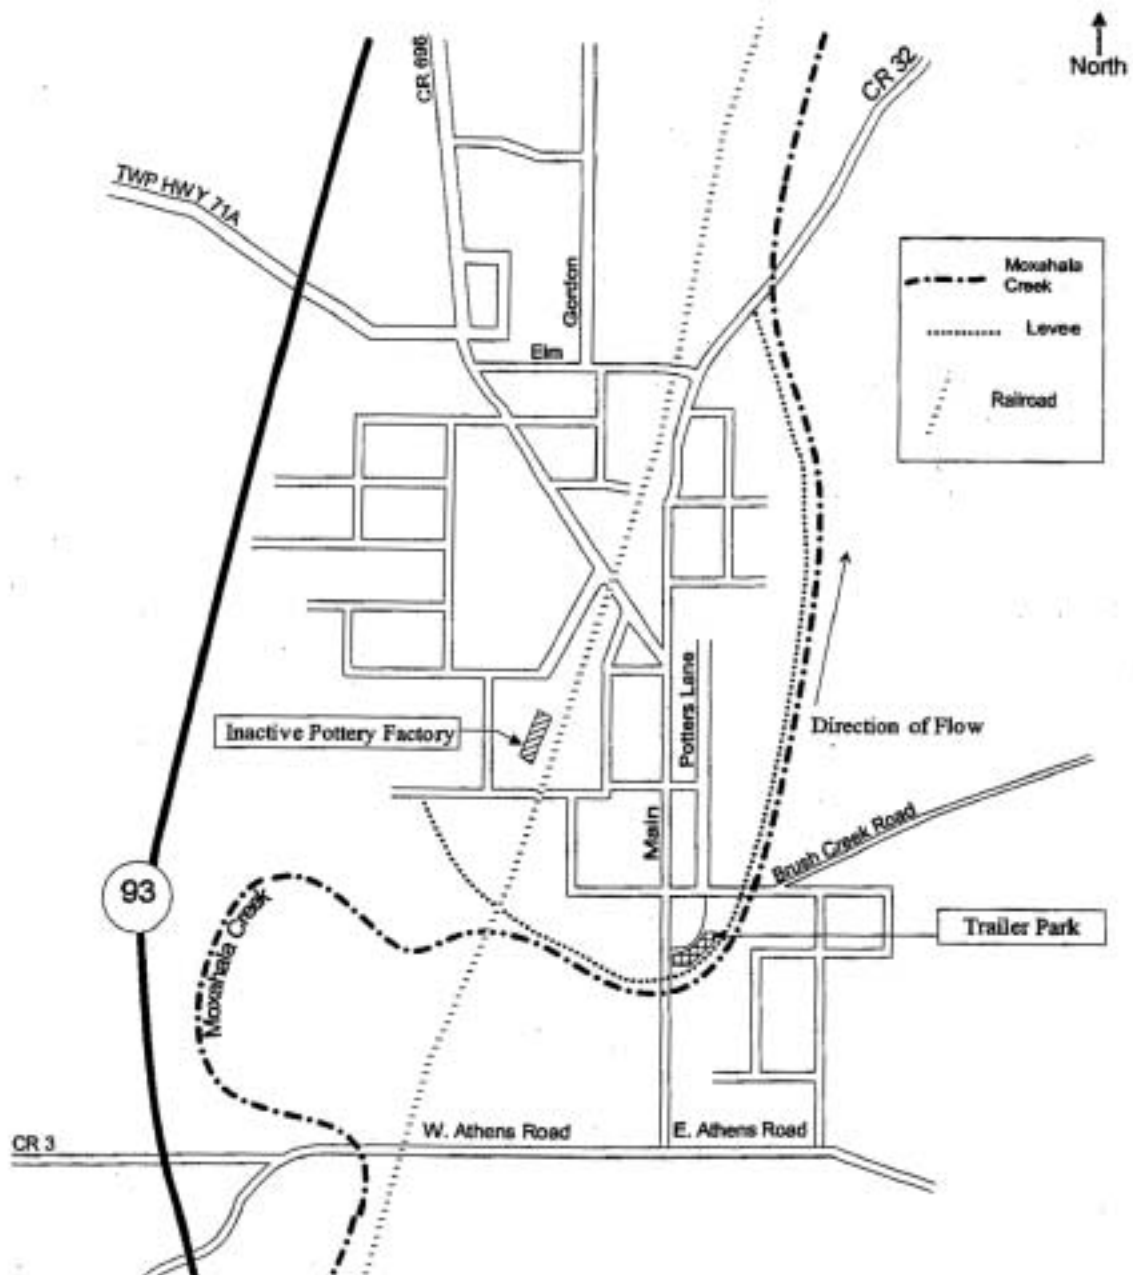 North
CR 696
CR 32
TWP HWY 71A
Moxahala
Creek
Levee
Railroad
Gordon
Elm
Potters Lane
Inactive Pottery Factory
Direction of Flow
Main
Brush Creek Road
93
Moxahala Creek
Trailer Park
CR 3
W. Athens Road
E. Athens Road